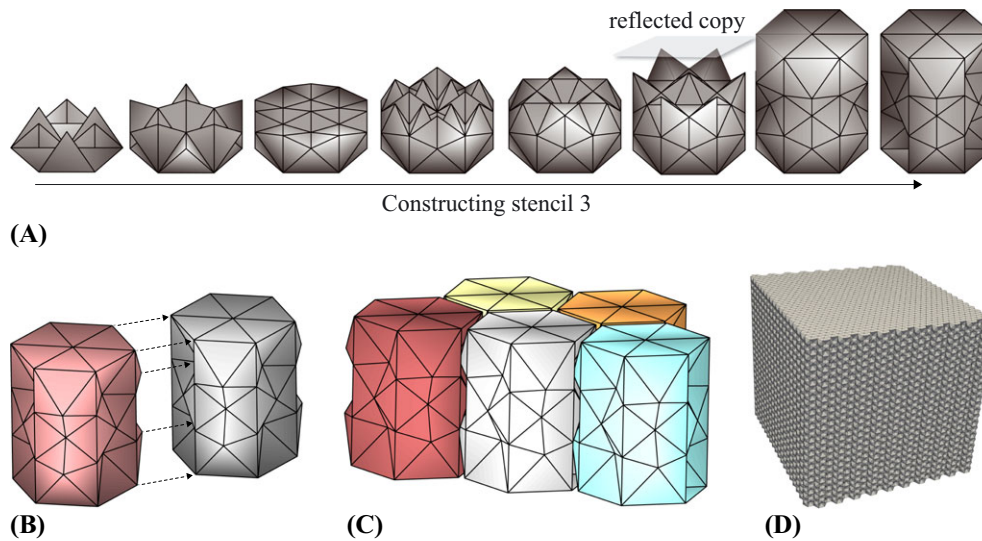 reflected copy
Constructing stencil 3
(A)
(B)
(C)
(D)